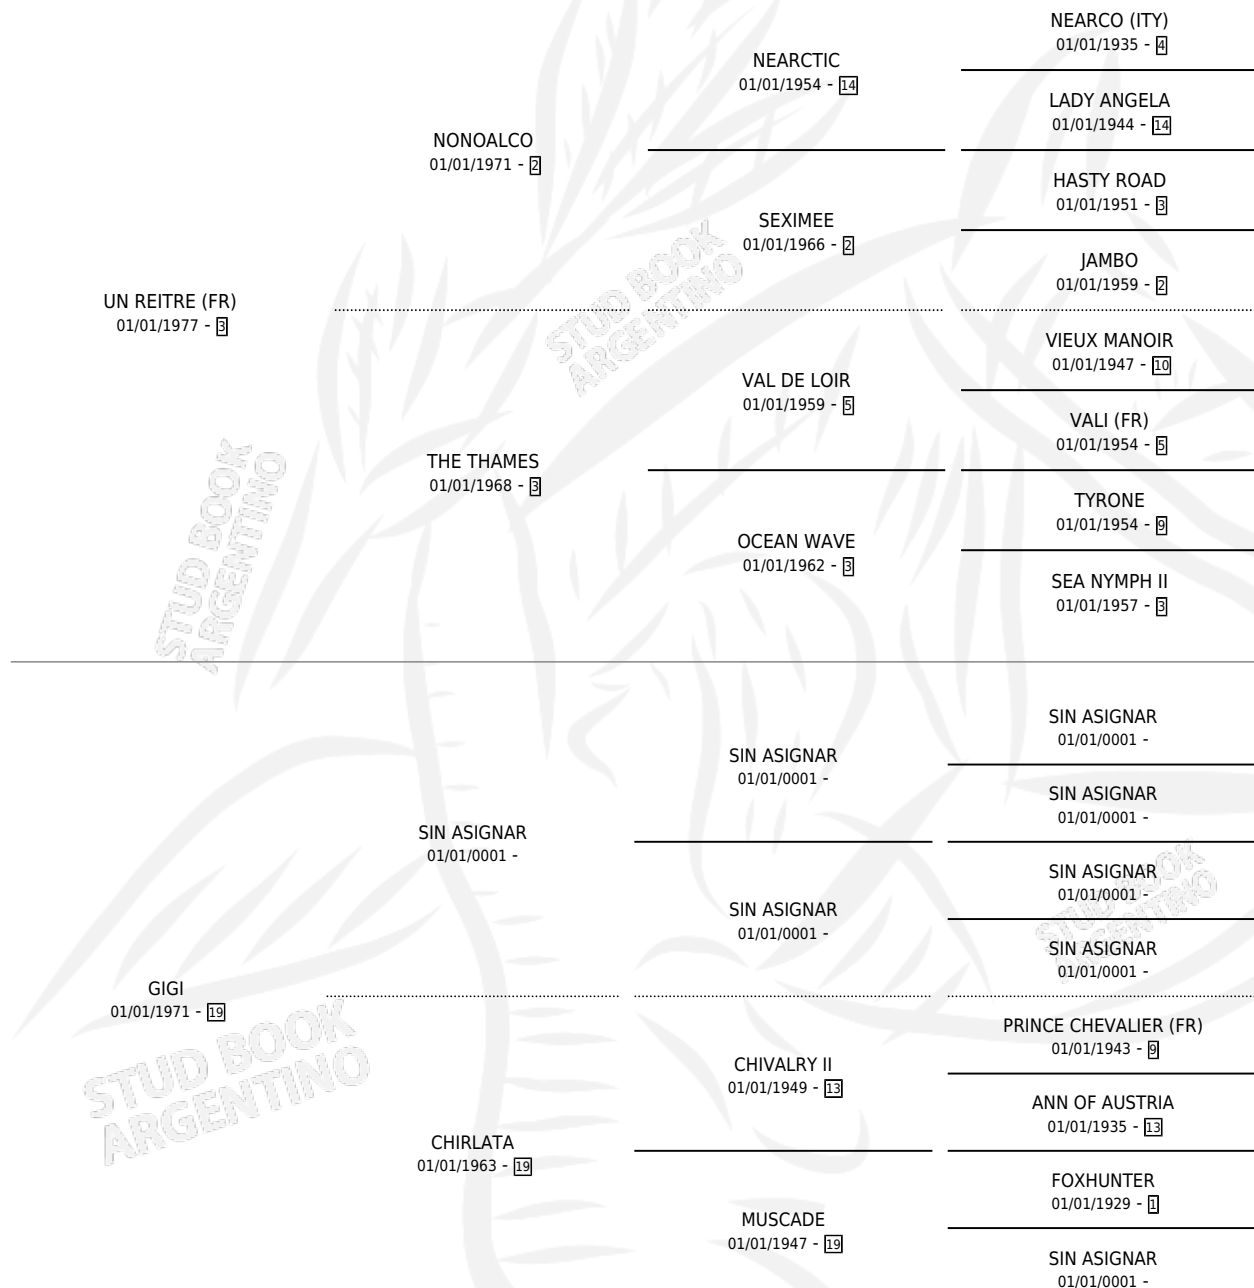 NEARCO (ITY)
01/01/1935 - 4
NEARCTIC
01/01/1954 - 14
LADY ANGELA
01/01/1944 - 14
NONOALCO
01/01/1971 - 2
HASTY ROAD
01/01/1951 - 3
SEXIMEE
01/01/1966 - 2
JAMBO
01/01/1959 - 2
UN REITRE (FR)
01/01/1977 - 3
VIEUX MANOIR
01/01/1947 - 10
VAL DE LOIR
01/01/1959 - 5
VALI (FR)
01/01/1954 - 5
THE THAMES
01/01/1968 - 3
TYRONE
01/01/1954 - 9
OCEAN WAVE
01/01/1962 - 3
SEA NYMPH II
01/01/1957 - 3
STUD BOOK
ARGENTINO
STUD BOOK
ARGENTINO
SIN ASIGNAR
01/01/0001 -
SIN ASIGNAR
01/01/0001 -
SIN ASIGNAR
01/01/0001 -
SIN ASIGNAR
01/01/0001 -
SIN ASIGNAR
01/01/0001 -
SIN ASIGNAR
01/01/0001 -
SIN ASIGNAR
01/01/0001 -
STUD BOOK
ARGENTINO
GIGI
01/01/1971 - 19
PRINCE CHEVALIER (FR)
01/01/1943 - 9
CHIVALRY II
01/01/1949 - 13
ANN OF AUSTRIA
01/01/1935 - 13
CHIRLATA
01/01/1963 - 19
FOXHUNTER
01/01/1929 - 1
MUSCADE
01/01/1947 - 19
SIN ASIGNAR
01/01/0001 -
STUD BOOK
ARGENTINO